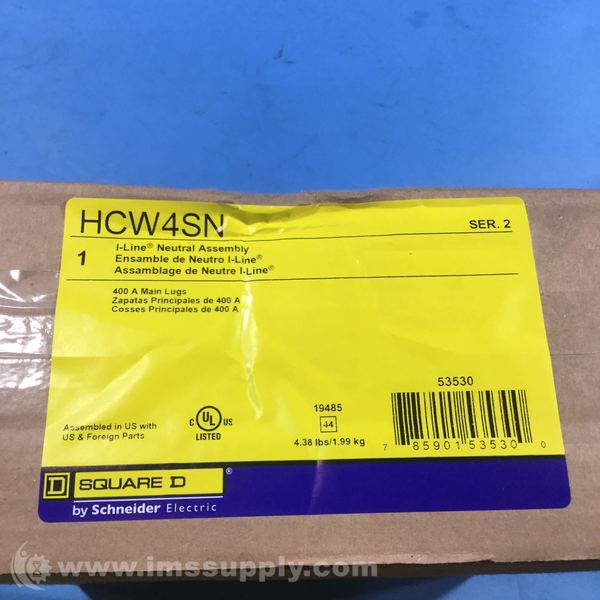 HCW4SN
SER. 2
1
I-Line® Neutral Assembly
Ensamble de Neutro I-Line®
Assamblage de Neutre I-Line®
400 A Main Lugs
Zapatas Principales de 400 A
Cosses Principales de 400 A
Assembled in US with
US & Foreign Parts
C UL US
LISTED
19485
44
4.38 lbs/1,99 kg
53530
7 85901 53530 0
D SQUARE D ®
by Schneider Electric
www.imssupply.com